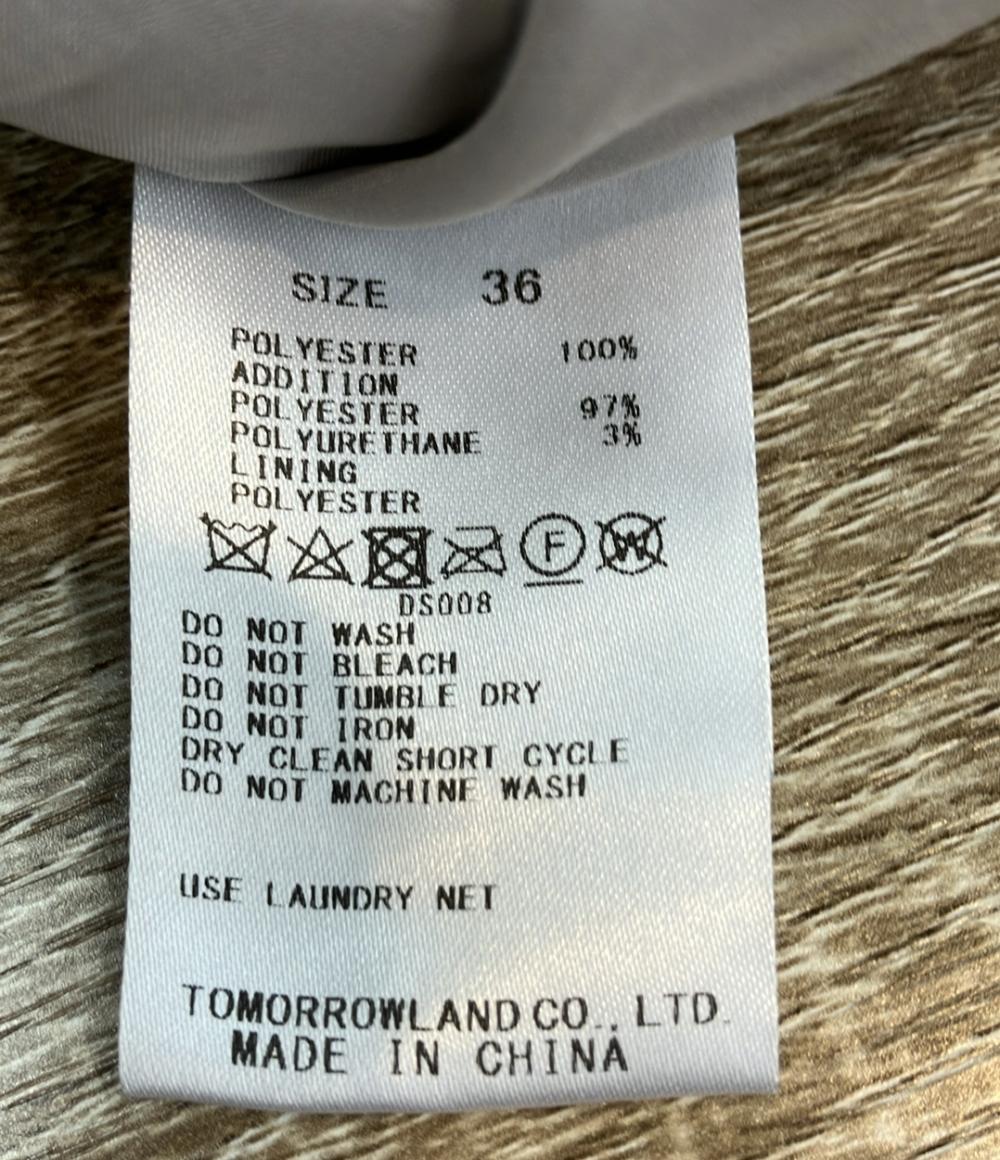 SIZE 36
POLYESTER 100%
ADDITION
POLYESTER 97%
POLYURETHANE 3%
LINING
POLYESTER
F W
DS008
DO NOT WASH
DO NOT BLEACH
DO NOT TUMBLE DRY
DO NOT IRON
DRY CLEAN SHORT CYCLE
DO NOT MACHINE WASH
USE LAUNDRY NET
TOMORROWLAND CO., LTD.
MADE IN CHINA